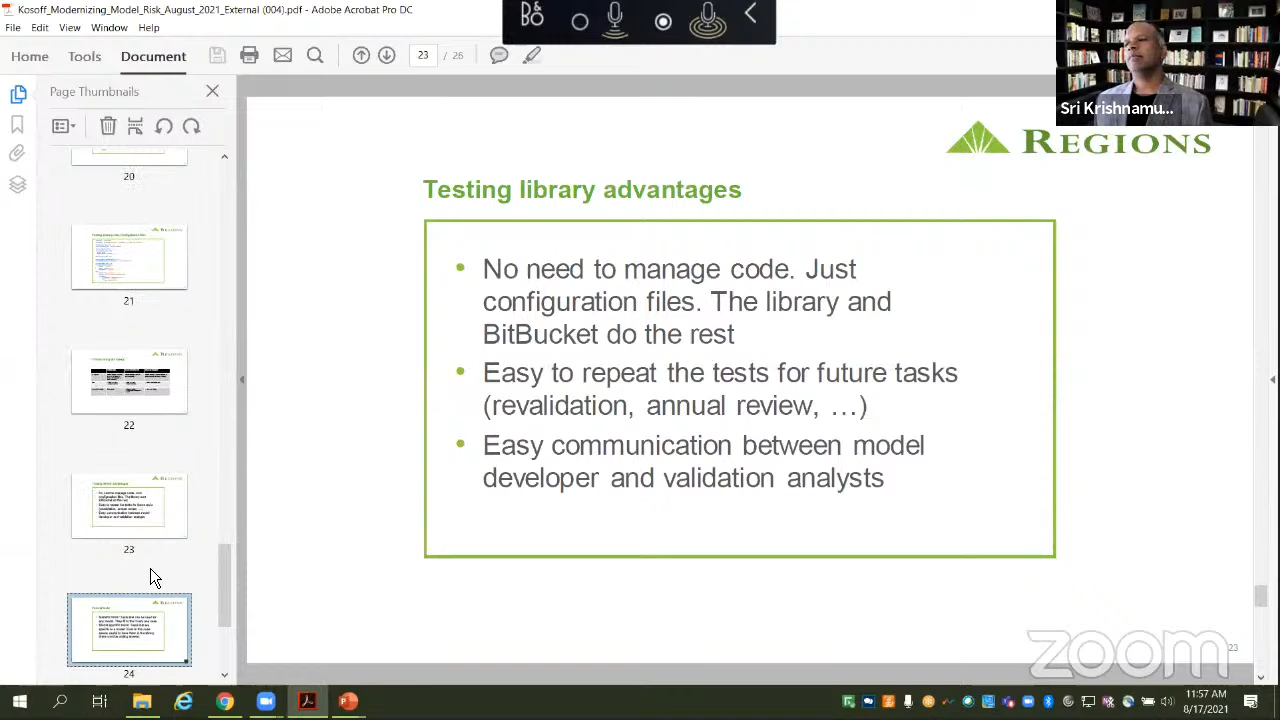 Kosoff_Modernizing_Model_Risk_August_2021_External (004).pdf - Adobe Acrobat Pro DC
File Edit View Window Help
Home Tools Document
23 / 26
B&O
Sri Krishnamu...
Page Thumbnails
20
21
22
23
24
REGIONS
Testing library advantages
• No need to manage code. Just
configuration files. The library and
BitBucket do the rest
• Easy to repeat the tests for future tasks
(revalidation, annual review, …)
• Easy communication between model
developer and validation analysts
zoom
23
11:57 AM
8/17/2021